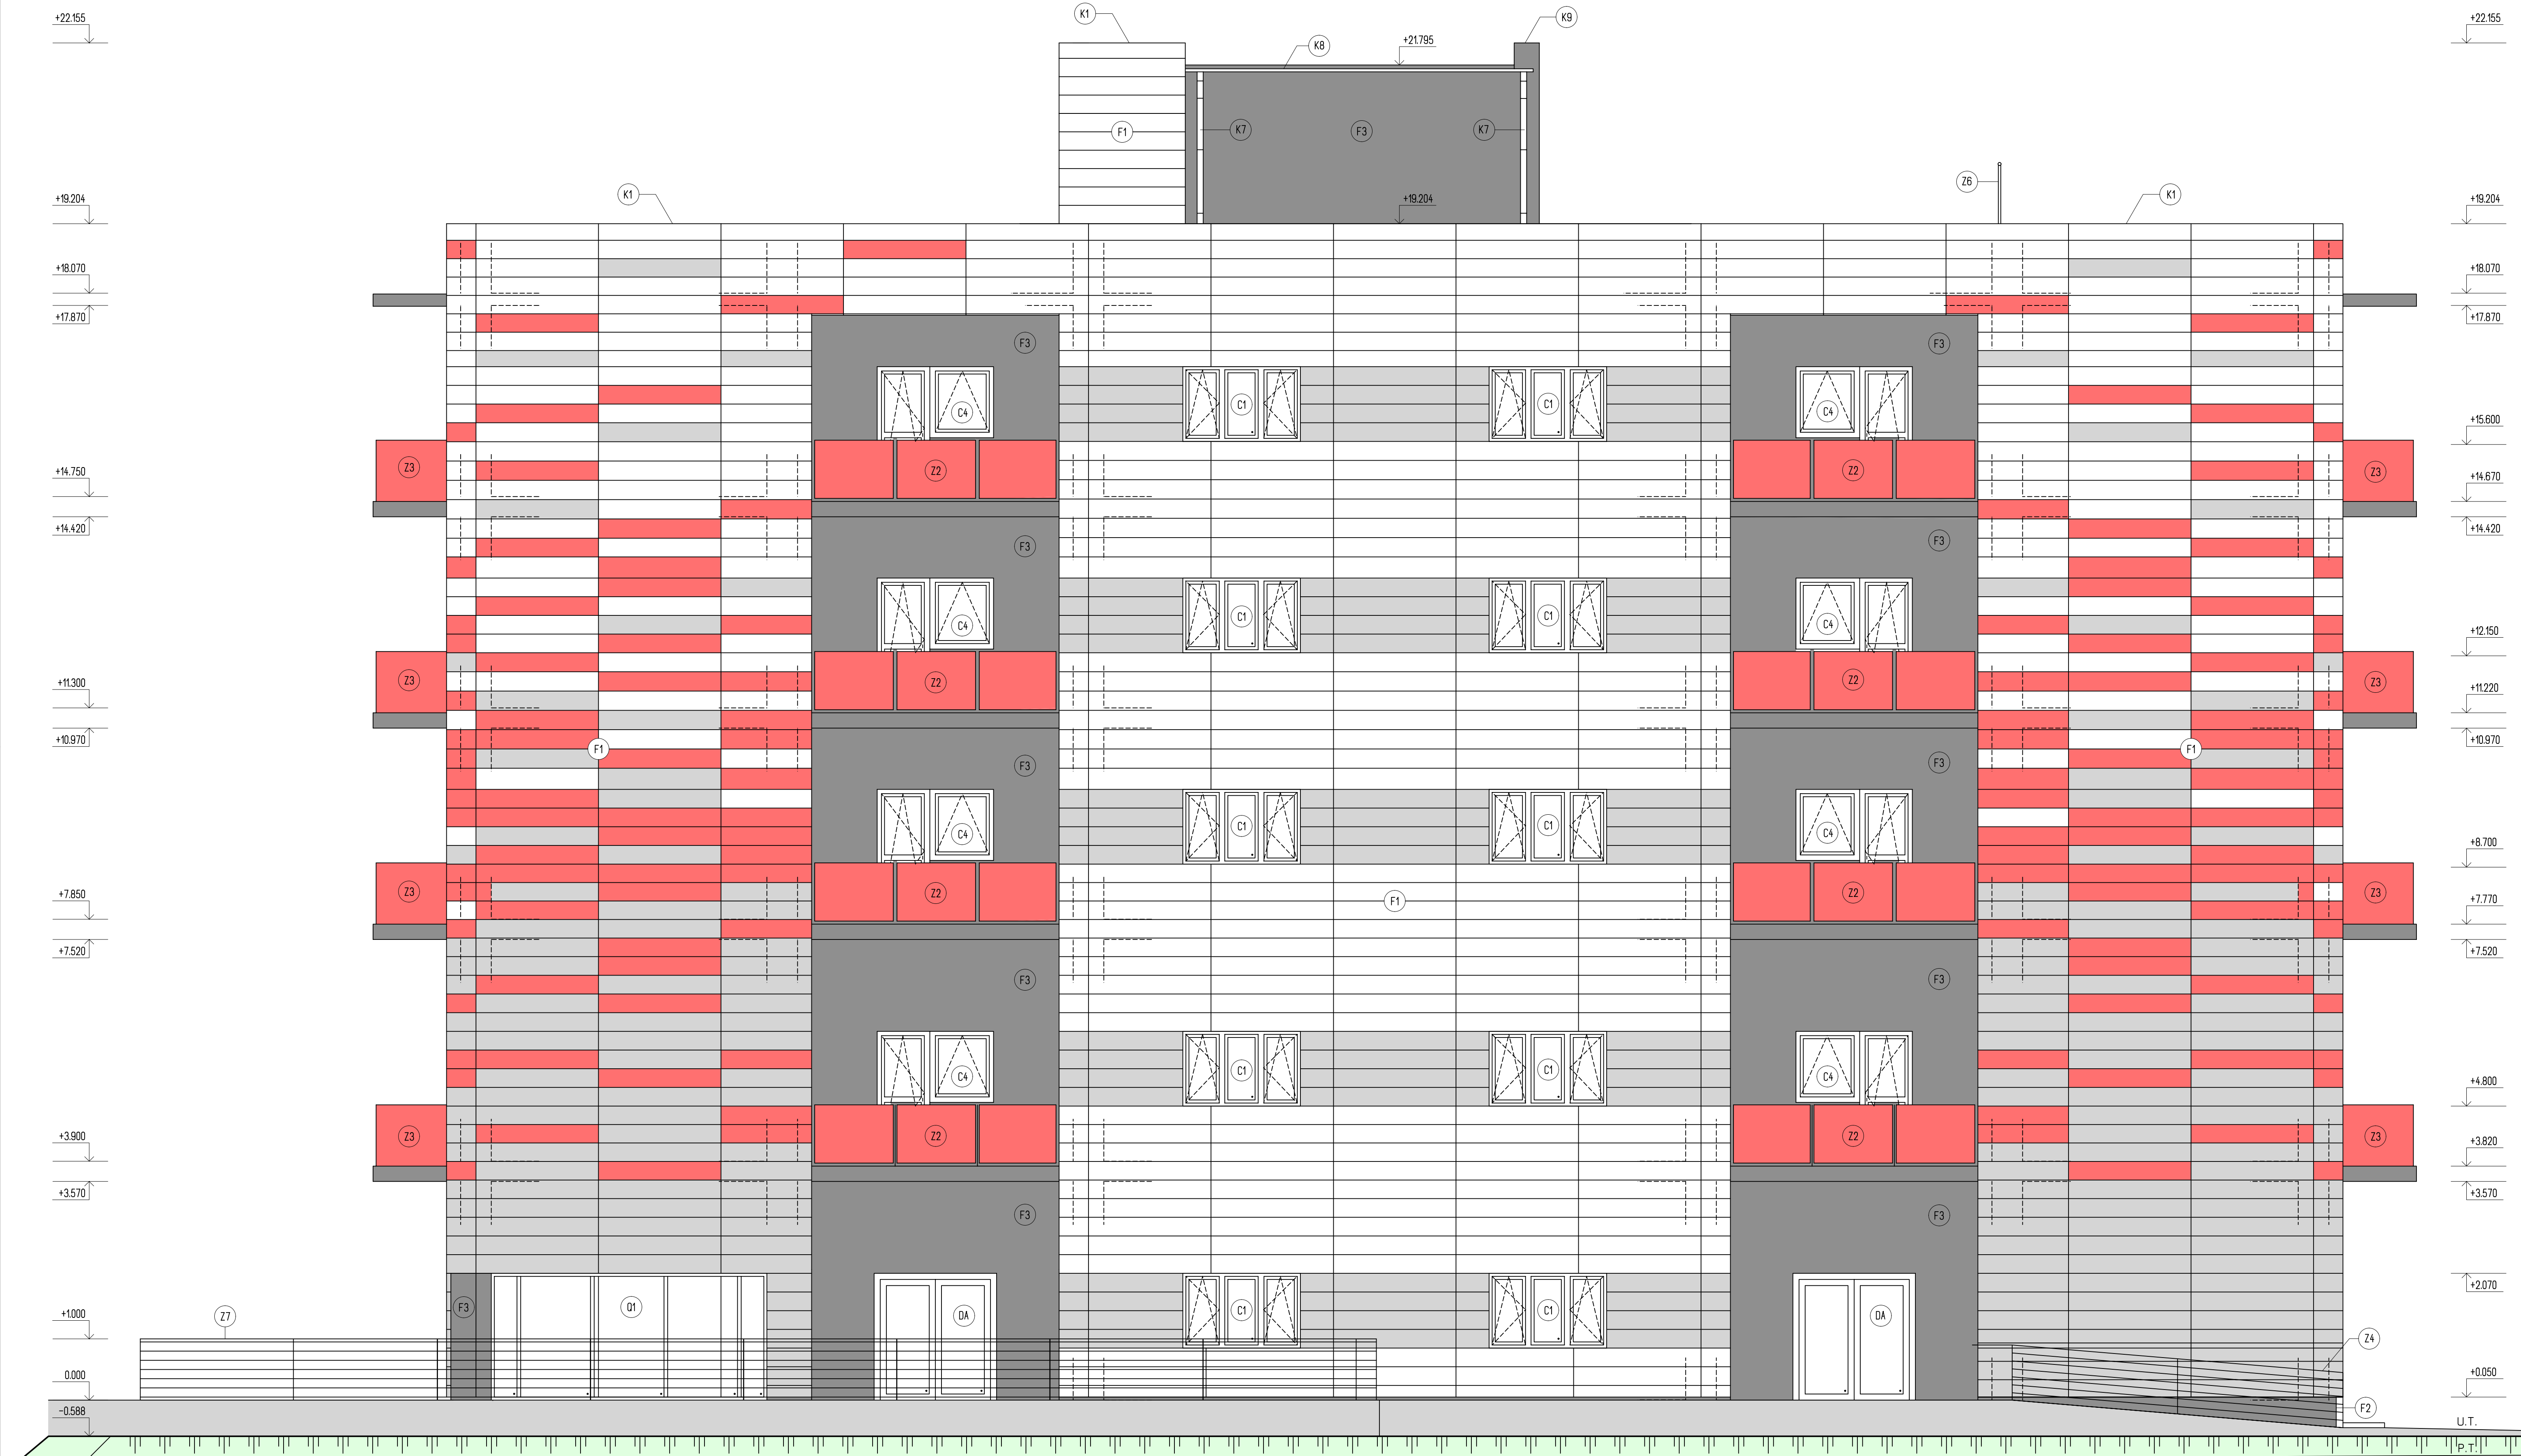 K1
K9
+22.155
+22.155
K8
+21.795
F1
K7
F3
K7
Z6
K1
K1
+19.204
+19.204
+19.204
+18.070
+18.070
+17.870
+17.870
F3
F3
C4
C1
C1
C4
+15.600
Z3
Z2
Z2
Z3
+14.750
+14.670
+14.420
+14.420
F3
F3
C4
C1
C1
C4
+12.150
Z3
Z2
Z2
Z3
+11.300
+11.220
+10.970
+10.970
F1
F1
F3
F3
C4
C1
C1
C4
+8.700
Z3
Z2
Z2
Z3
F1
+7.850
+7.770
+7.520
+7.520
F3
F3
C4
C1
C1
C4
+4.800
Z3
Z2
Z2
Z3
+3.900
+3.820
+3.570
+3.570
F3
F3
+2.070
F3
Q1
DA
C1
C1
DA
+1.000
Z7
Z4
0.000
+0.050
-0.588
F2
U.T.
P.T.